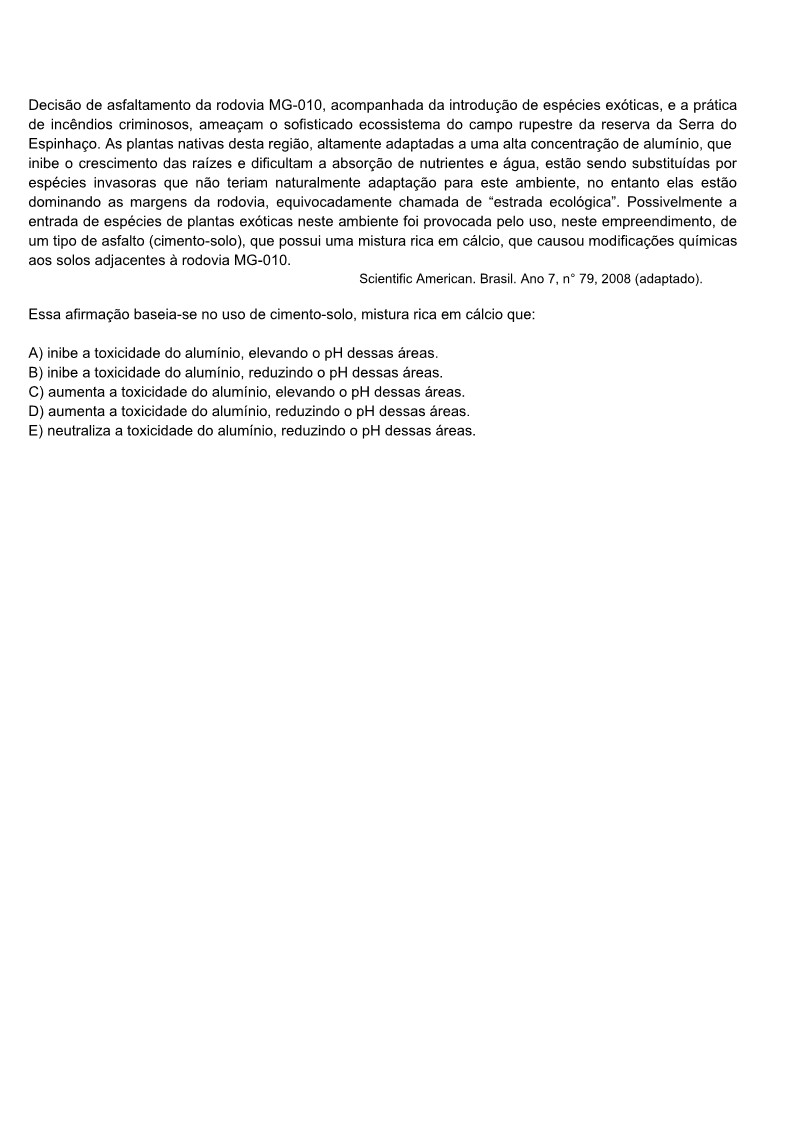 Decisão de asfaltamento da rodovia MG-010, acompanhada da introdução de espécies exóticas, e a prática
de incêndios criminosos, ameaçam o sofisticado ecossistema do campo rupestre da reserva da Serra do
Espinhaço. As plantas nativas desta região, altamente adaptadas a uma alta concentração de alumínio, que
inibe o crescimento das raízes e dificultam a absorção de nutrientes e água, estão sendo substituídas por
espécies invasoras que não teriam naturalmente adaptação para este ambiente, no entanto elas estão
dominando as margens da rodovia, equivocadamente chamada de “estrada ecológica”. Possivelmente a
entrada de espécies de plantas exóticas neste ambiente foi provocada pelo uso, neste empreendimento, de
um tipo de asfalto (cimento-solo), que possui uma mistura rica em cálcio, que causou modificações químicas
aos solos adjacentes à rodovia MG-010.
Scientific American. Brasil. Ano 7, n° 79, 2008 (adaptado).
Essa afirmação baseia-se no uso de cimento-solo, mistura rica em cálcio que:
A) inibe a toxicidade do alumínio, elevando o pH dessas áreas.
B) inibe a toxicidade do alumínio, reduzindo o pH dessas áreas.
C) aumenta a toxicidade do alumínio, elevando o pH dessas áreas.
D) aumenta a toxicidade do alumínio, reduzindo o pH dessas áreas.
E) neutraliza a toxicidade do alumínio, reduzindo o pH dessas áreas.